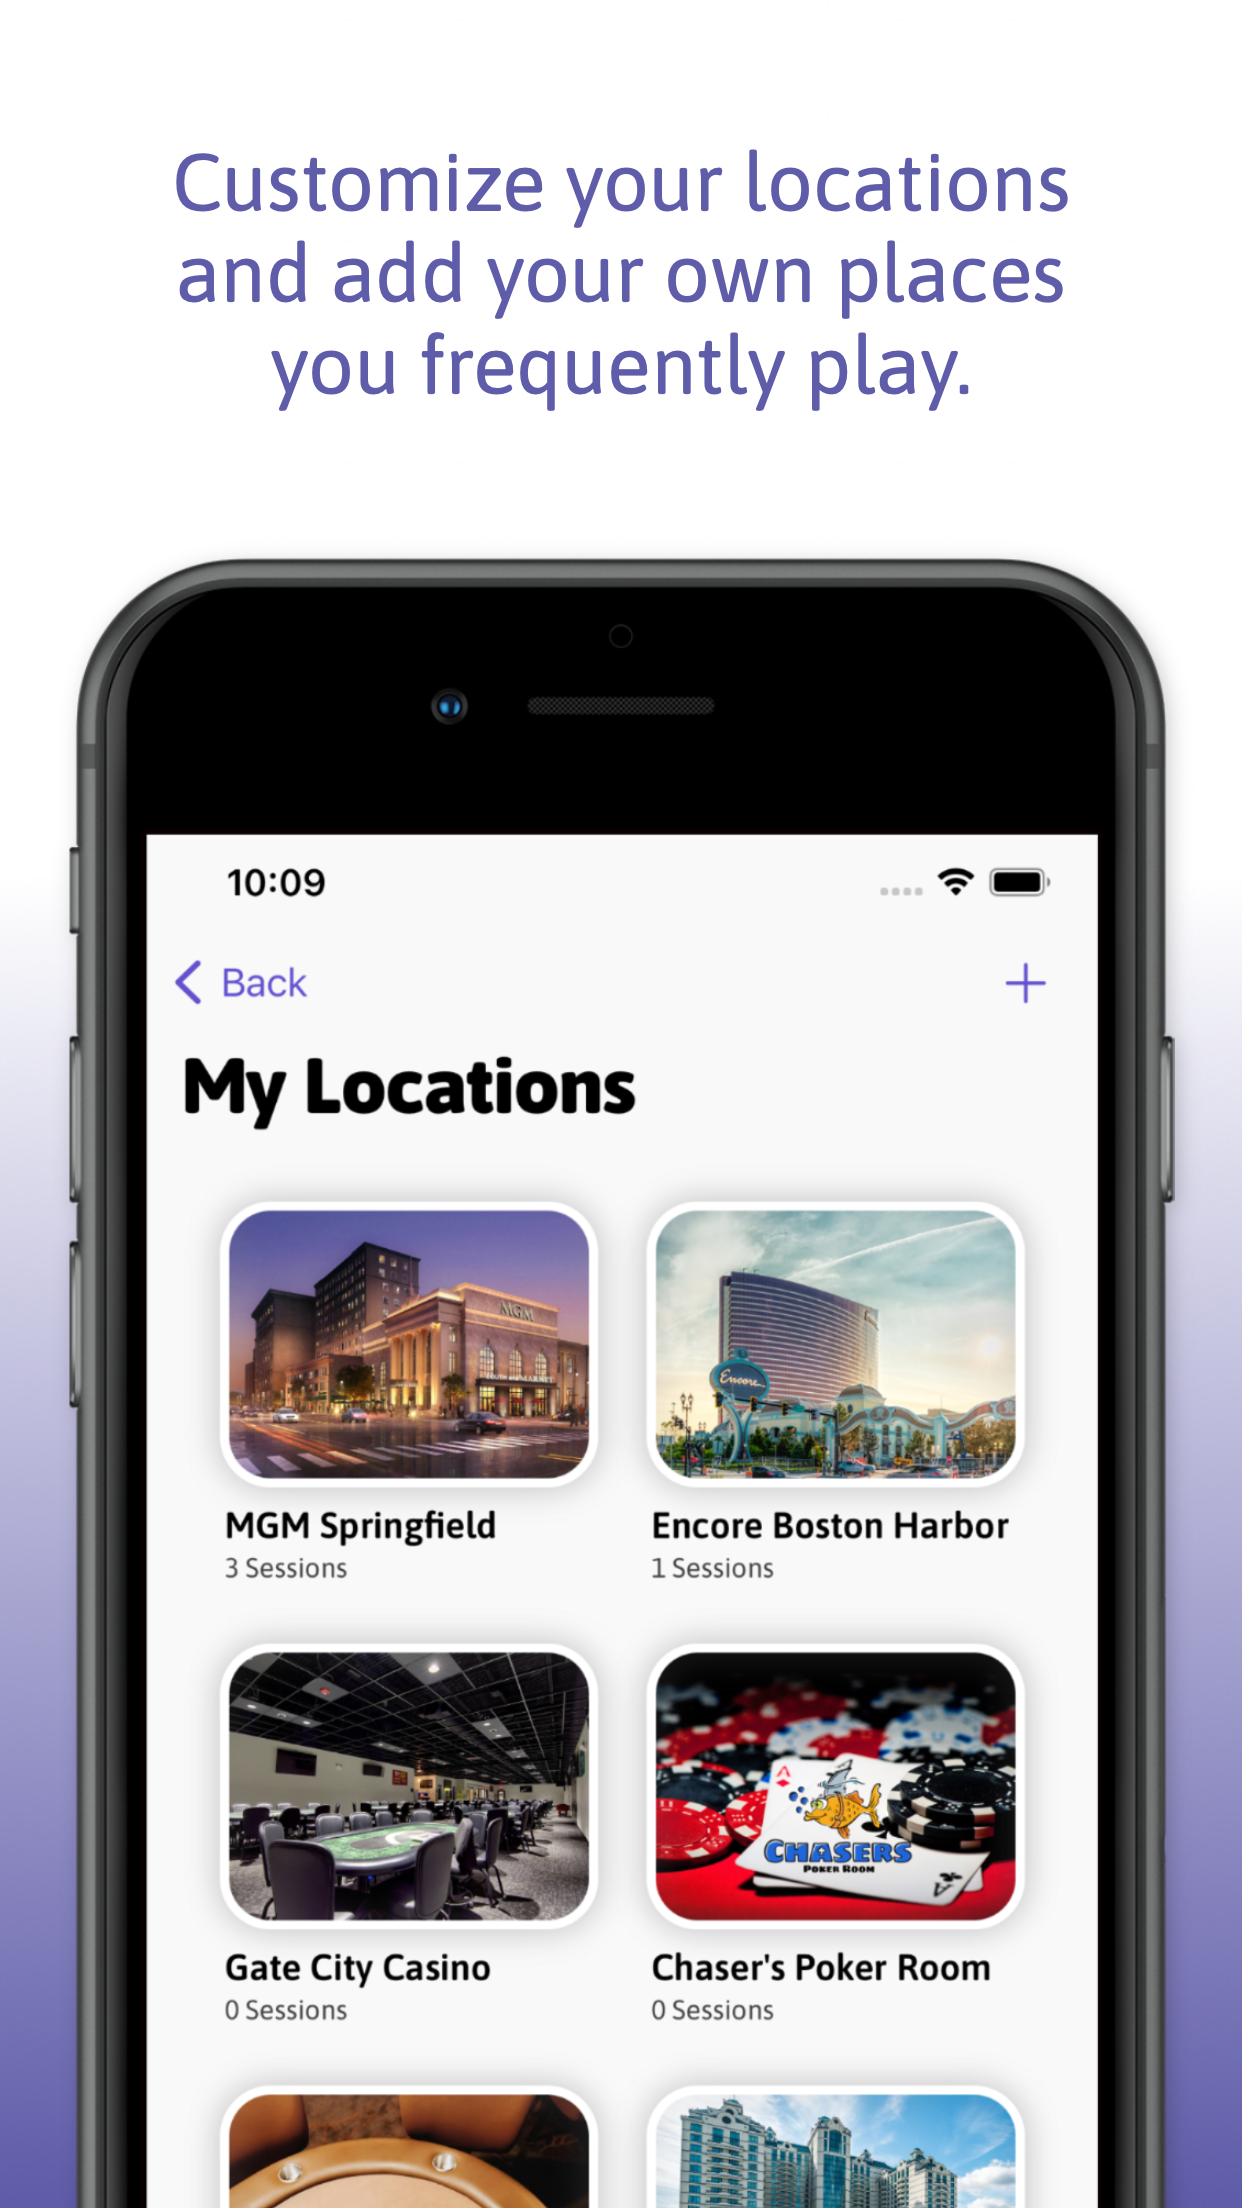 Customize your locations
and add your own places
you frequently play.
10:09
Back
My Locations
MGM
Encore
MGM Springfield
Encore Boston Harbor
3 Sessions
1 Sessions
A
CHASERS
POKER ROOM
A
Gate City Casino
Chaser's Poker Room
0 Sessions
0 Sessions